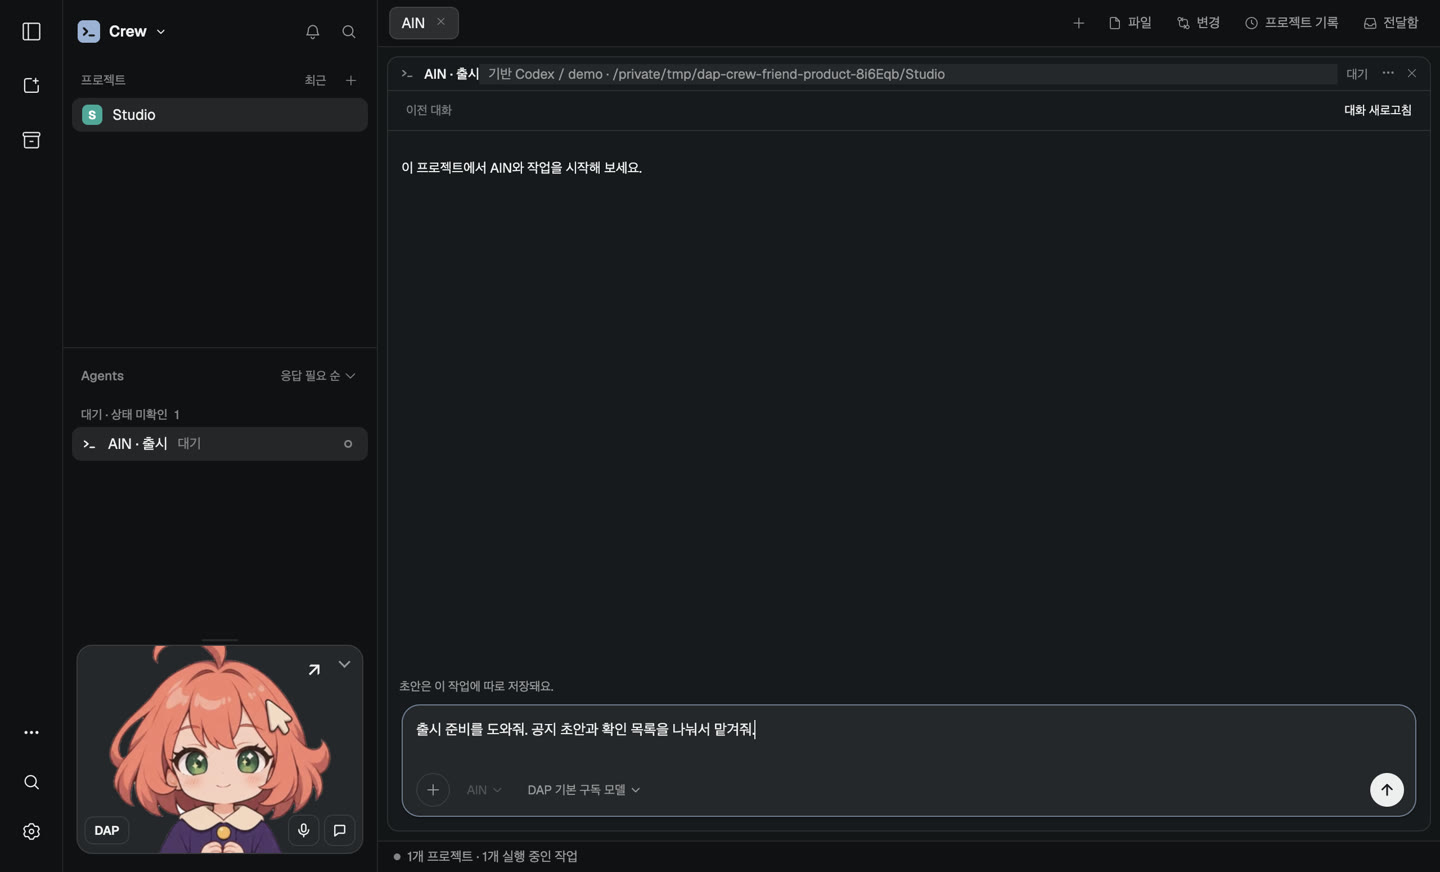 Crew
프로젝트
최근
S
Studio
Agents
응답 필요 순
대기 · 상태 미확인 1
AIN · 출시 대기
DAP
AIN
파일
변경
프로젝트 기록
전달함
AIN · 출시 기반 Codex / demo · /private/tmp/dap-crew-friend-product-8i6Eqb/Studio
대기
이전 대화
대화 새로고침
이 프로젝트에서 AIN와 작업을 시작해 보세요.
초안은 이 작업에 따로 저장돼요.
출시 준비를 도와줘. 공지 초안과 확인 목록을 나눠서 맡겨줘.
AIN
DAP 기본 구독 모델
1개 프로젝트 · 1개 실행 중인 작업